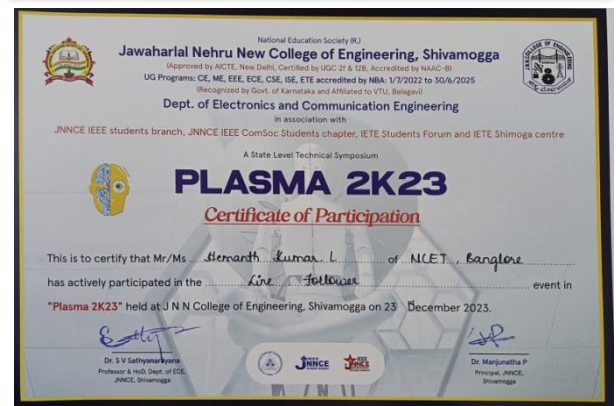 National Education Society (R.)
Jawaharlal Nehru New College of Engineering, Shivamogga
(Approved by AICTE, New Delhi, Certified by UGC 2f & 12B, Accredited by NAAC-B)
UG Programs: CE, ME, EEE, ECE, CSE, ISE, ETE accredited by NBA: 1/7/2022 to 30/6/2025
(Recognized by Govt. of Karnataka and Affiliated to VTU, Belagavi)
Dept. of Electronics and Communication Engineering
in association with
JNNCE IEEE students branch, JNNCE IEEE ComSoc Students chapter, IETE Students Forum and IETE Shimoga centre
A State Level Technical Symposium
PLASMA 2K23
Certificate of Participation
This is to certify that Mr/Ms Hemanth Kumar L of NCET, Banglore
has actively participated in the Line Follower event in
"Plasma 2K23" held at J N N College of Engineering, Shivamogga on 23 December 2023.
Dr. S V Sathyanarayana
Professor & HoD, Dept. of ECE,
JNNCE, Shivamogga
JNNCE
IEEE
JNNCE
Dr. Manjunatha P
Principal, JNNCE,
Shivamogga